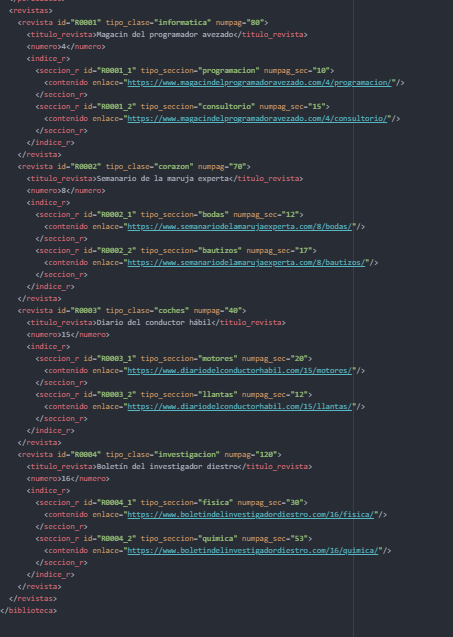 <revistas>
<revista id="R0001" tipo_clase="informatica" numpag="80">
<titulo_revista>Magacin del programador avezado</titulo_revista>
<numero>4</numero>
<indice_r>
<seccion_r id="R0001_1" tipo_seccion="programacion" numpag_sec="10">
<contenido enlace="https://www.magacindelprogramadoravezado.com/4/programacion/"/>
</seccion_r>
<seccion_r id="R0001_2" tipo_seccion="consultorio" numpag_sec="15">
<contenido enlace="https://www.magacindelprogramadoravezado.com/4/consultorio/"/>
</seccion_r>
</indice_r>
</revista>
<revista id="R0002" tipo_clase="corazon" numpag="70">
<titulo_revista>Semanario de la maruja experta</titulo_revista>
<numero>8</numero>
<indice_r>
<seccion_r id="R0002_1" tipo_seccion="bodas" numpag_sec="12">
<contenido enlace="https://www.semanariodelamarujaexperta.com/8/bodas/"/>
</seccion_r>
<seccion_r id="R0002_2" tipo_seccion="bautizos" numpag_sec="17">
<contenido enlace="https://www.semanariodelamarujaexperta.com/8/bautizos/"/>
</seccion_r>
</indice_r>
</revista>
<revista id="R0003" tipo_clase="coches" numpag="40">
<titulo_revista>Diario del conductor hábil</titulo_revista>
<numero>15</numero>
<indice_r>
<seccion_r id="R0003_1" tipo_seccion="motores" numpag_sec="20">
<contenido enlace="https://www.diariodelconductorhabil.com/15/motores/"/>
</seccion_r>
<seccion_r id="R0003_2" tipo_seccion="llantas" numpag_sec="12">
<contenido enlace="https://www.diariodelconductorhabil.com/15/llantas/"/>
</seccion_r>
</indice_r>
</revista>
<revista id="R0004" tipo_clase="investigacion" numpag="120">
<titulo_revista>Boletín del investigador diestro</titulo_revista>
<numero>16</numero>
<indice_r>
<seccion_r id="R0004_1" tipo_seccion="fisica" numpag_sec="30">
<contenido enlace="https://www.boletindelinvestigadordiestro.com/16/fisica/"/>
</seccion_r>
<seccion_r id="R0004_2" tipo_seccion="quimica" numpag_sec="53">
<contenido enlace="https://www.boletindelinvestigadordiestro.com/16/quimica/"/>
</seccion_r>
</indice_r>
</revista>
</revistas>
</biblioteca>